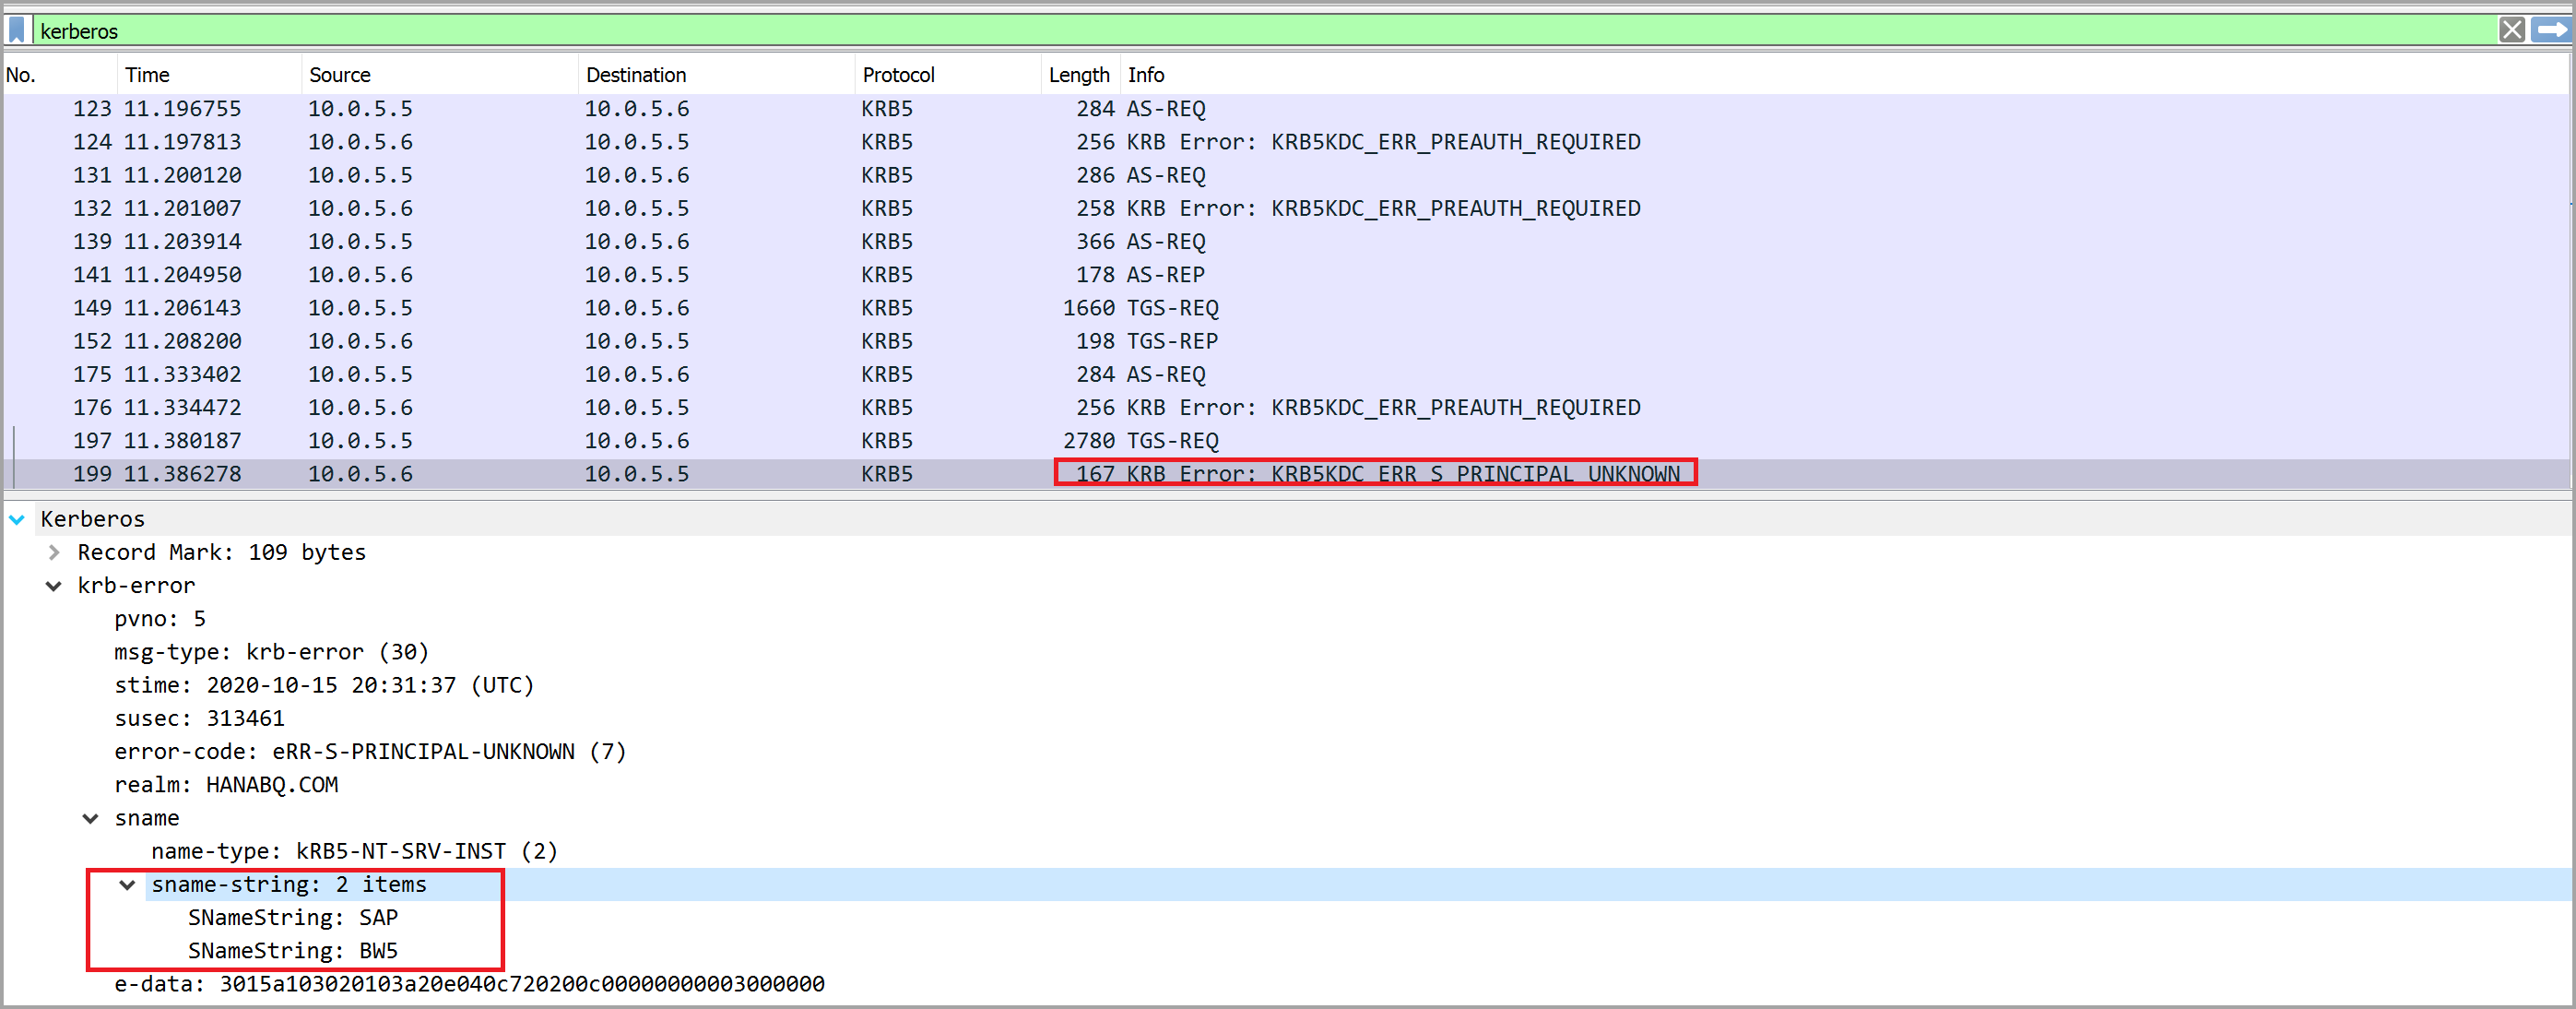 kerberos
No. Time Source Destination Protocol Length Info
123 11.196755 10.0.5.5 10.0.5.6 KRB5 284 AS-REQ
124 11.197813 10.0.5.6 10.0.5.5 KRB5 256 KRB Error: KRB5KDC_ERR_PREAUTH_REQUIRED
131 11.200120 10.0.5.5 10.0.5.6 KRB5 286 AS-REQ
132 11.201007 10.0.5.6 10.0.5.5 KRB5 258 KRB Error: KRB5KDC_ERR_PREAUTH_REQUIRED
139 11.203914 10.0.5.5 10.0.5.6 KRB5 366 AS-REQ
141 11.204950 10.0.5.6 10.0.5.5 KRB5 178 AS-REP
149 11.206143 10.0.5.5 10.0.5.6 KRB5 1660 TGS-REQ
152 11.208200 10.0.5.6 10.0.5.5 KRB5 198 TGS-REP
175 11.333402 10.0.5.5 10.0.5.6 KRB5 284 AS-REQ
176 11.334472 10.0.5.6 10.0.5.5 KRB5 256 KRB Error: KRB5KDC_ERR_PREAUTH_REQUIRED
197 11.380187 10.0.5.5 10.0.5.6 KRB5 2780 TGS-REQ
199 11.386278 10.0.5.6 10.0.5.5 KRB5 167 KRB Error: KRB5KDC_ERR_S_PRINCIPAL_UNKNOWN
Kerberos
Record Mark: 109 bytes
krb-error
pvno: 5
msg-type: krb-error (30)
stime: 2020-10-15 20:31:37 (UTC)
susec: 313461
error-code: eRR-S-PRINCIPAL-UNKNOWN (7)
realm: HANABQ.COM
sname
name-type: kRB5-NT-SRV-INST (2)
sname-string: 2 items
SNameString: SAP
SNameString: BW5
e-data: 3015a103020103a20e040c720200c00000000003000000